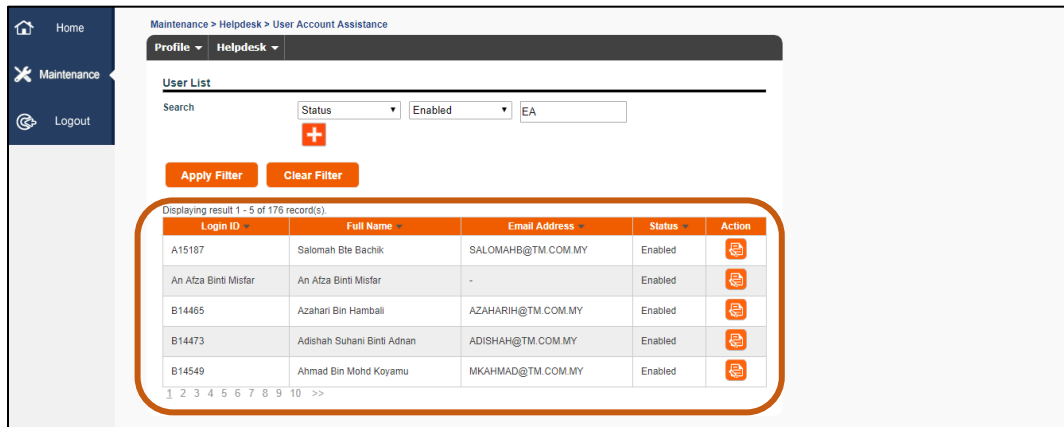 Home
Maintenance
Logout
Maintenance > Helpdesk > User Account Assistance
Profile Helpdesk
User List
Search Status Enabled EA
Apply Filter Clear Filter
Displaying result 1 - 5 of 176 record(s).
Login ID Full Name Email Address Status Action
A15187 Salomah Bte Bachik SALOMAHB@TM.COM.MY Enabled
An Afza Binti Misfar An Afza Binti Misfar - Enabled
B14465 Azahari Bin Hambali AZAHARIH@TM.COM.MY Enabled
B14473 Adishah Suhani Binti Adnan ADISHAH@TM.COM.MY Enabled
B14549 Ahmad Bin Mohd Koyamu MKAHMAD@TM.COM.MY Enabled
1 2 3 4 5 6 7 8 9 10 >>